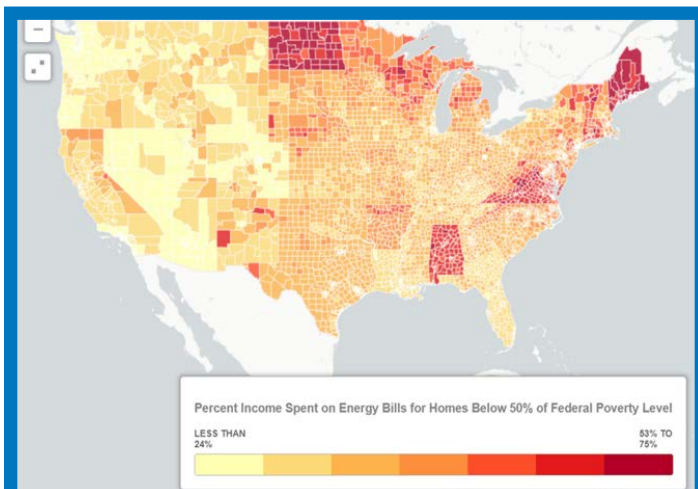 Percent Income Spent on Energy Bills for Homes Below 50% of Federal Poverty Level
LESS THAN
24%
53% TO
75%